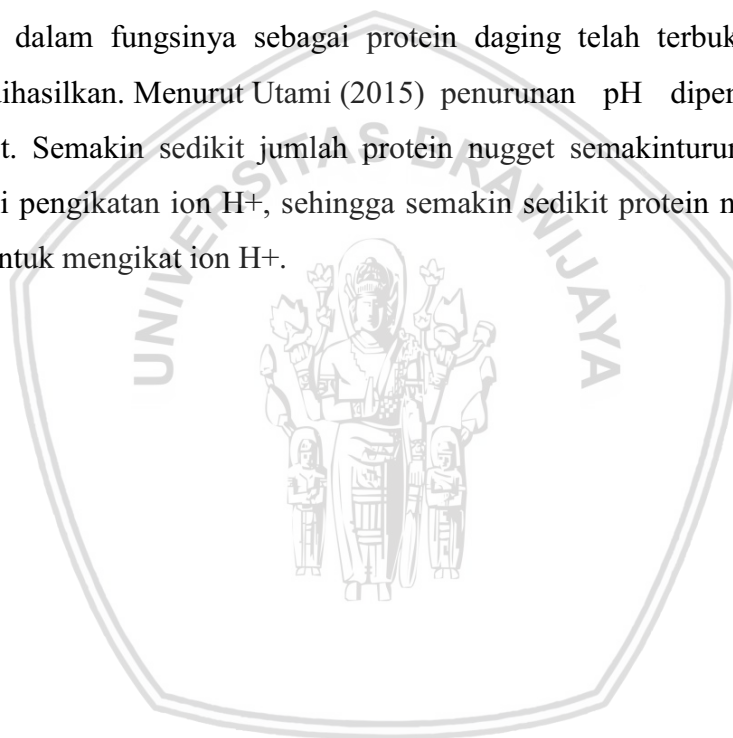 dalam fungsinya sebagai protein daging telah terbuk
dihasilkan. Menurut Utami (2015) penurunan pH diper
t. Semakin sedikit jumlah protein nugget semakinturun
i pengikatan ion H+, sehingga semakin sedikit protein n
ntuk mengikat ion H+.
UNIVERSITAS BRAWIJAYA